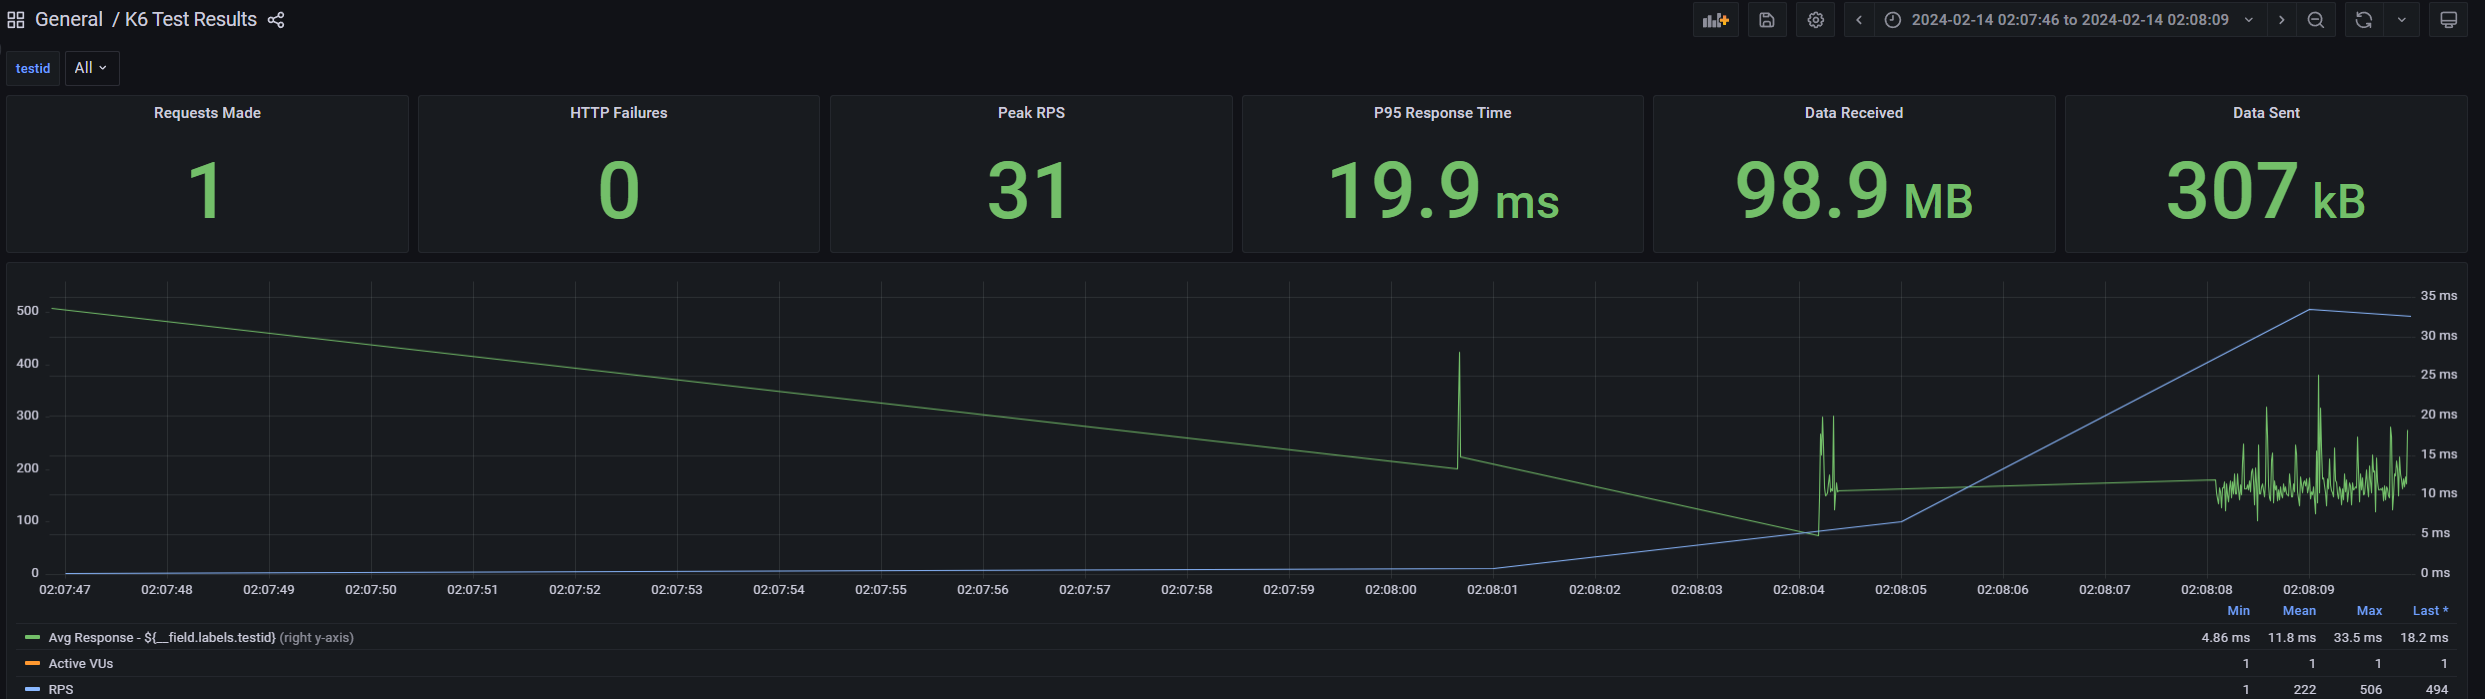 General / K6 Test Results
2024-02-14 02:07:46 to 2024-02-14 02:08:09
testid All
Requests Made
1
HTTP Failures
0
Peak RPS
31
P95 Response Time
19.9 ms
Data Received
98.9 MB
Data Sent
307 kB
500
400
300
200
100
0
35 ms
30 ms
25 ms
20 ms
15 ms
10 ms
5 ms
0 ms
02:07:47 02:07:48 02:07:49 02:07:50 02:07:51 02:07:52 02:07:53 02:07:54 02:07:55 02:07:56 02:07:57 02:07:58 02:07:59 02:08:00 02:08:01 02:08:02 02:08:03 02:08:04 02:08:05 02:08:06 02:08:07 02:08:08 02:08:09
Min Mean Max Last *
Avg Response - ${__field.labels.testid} (right y-axis) 4.86 ms 11.8 ms 33.5 ms 18.2 ms
Active VUs 1 1 1 1
RPS 1 222 506 494